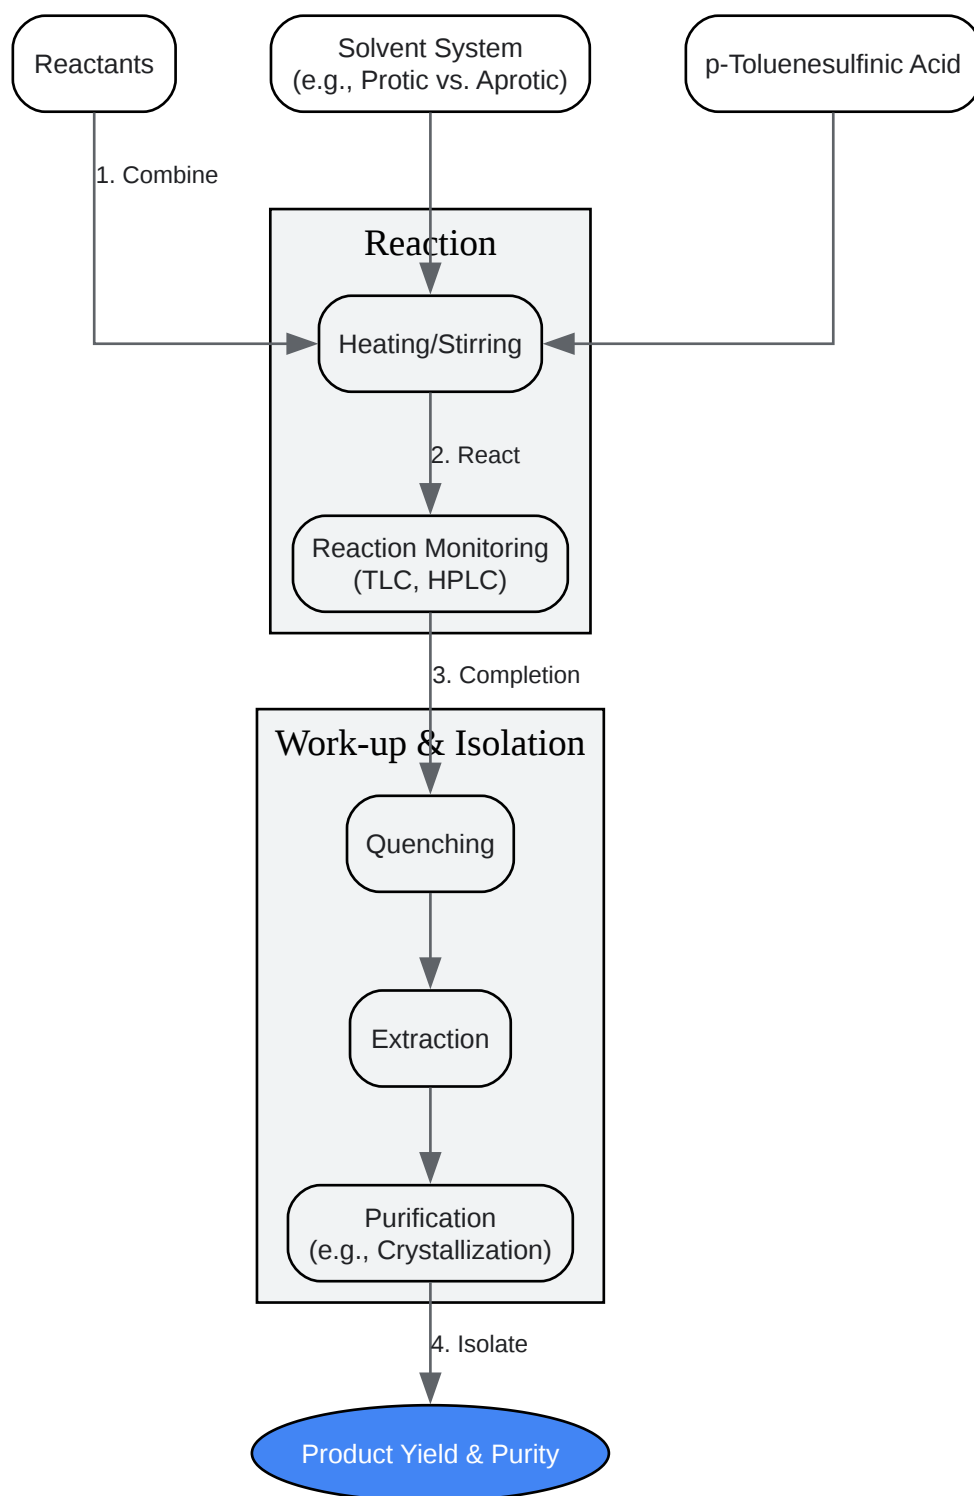 Reactants
Solvent System
(e.g., Protic vs. Aprotic)
p-Toluenesulfinic Acid
1. Combine
Reaction
Heating/Stirring
2. React
Reaction Monitoring
(TLC, HPLC)
3. Completion
Work-up & Isolation
Quenching
Extraction
Purification
(e.g., Crystallization)
4. Isolate
Product Yield & Purity